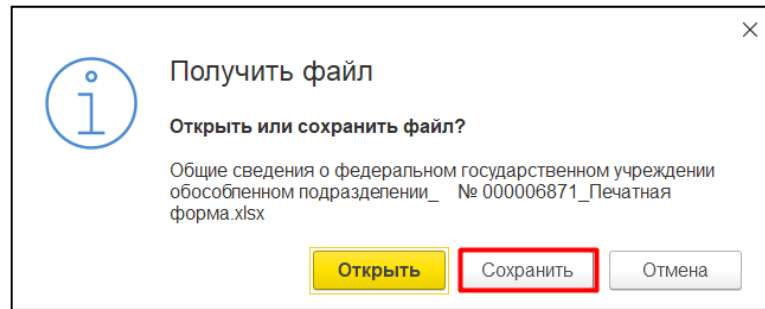 Получить файл
Открыть или сохранить файл?
Общие сведения о федеральном государственном учреждении
обособленном подразделении_ № 000006871_Печатная
форма.xlsx
Открыть Сохранить Отмена